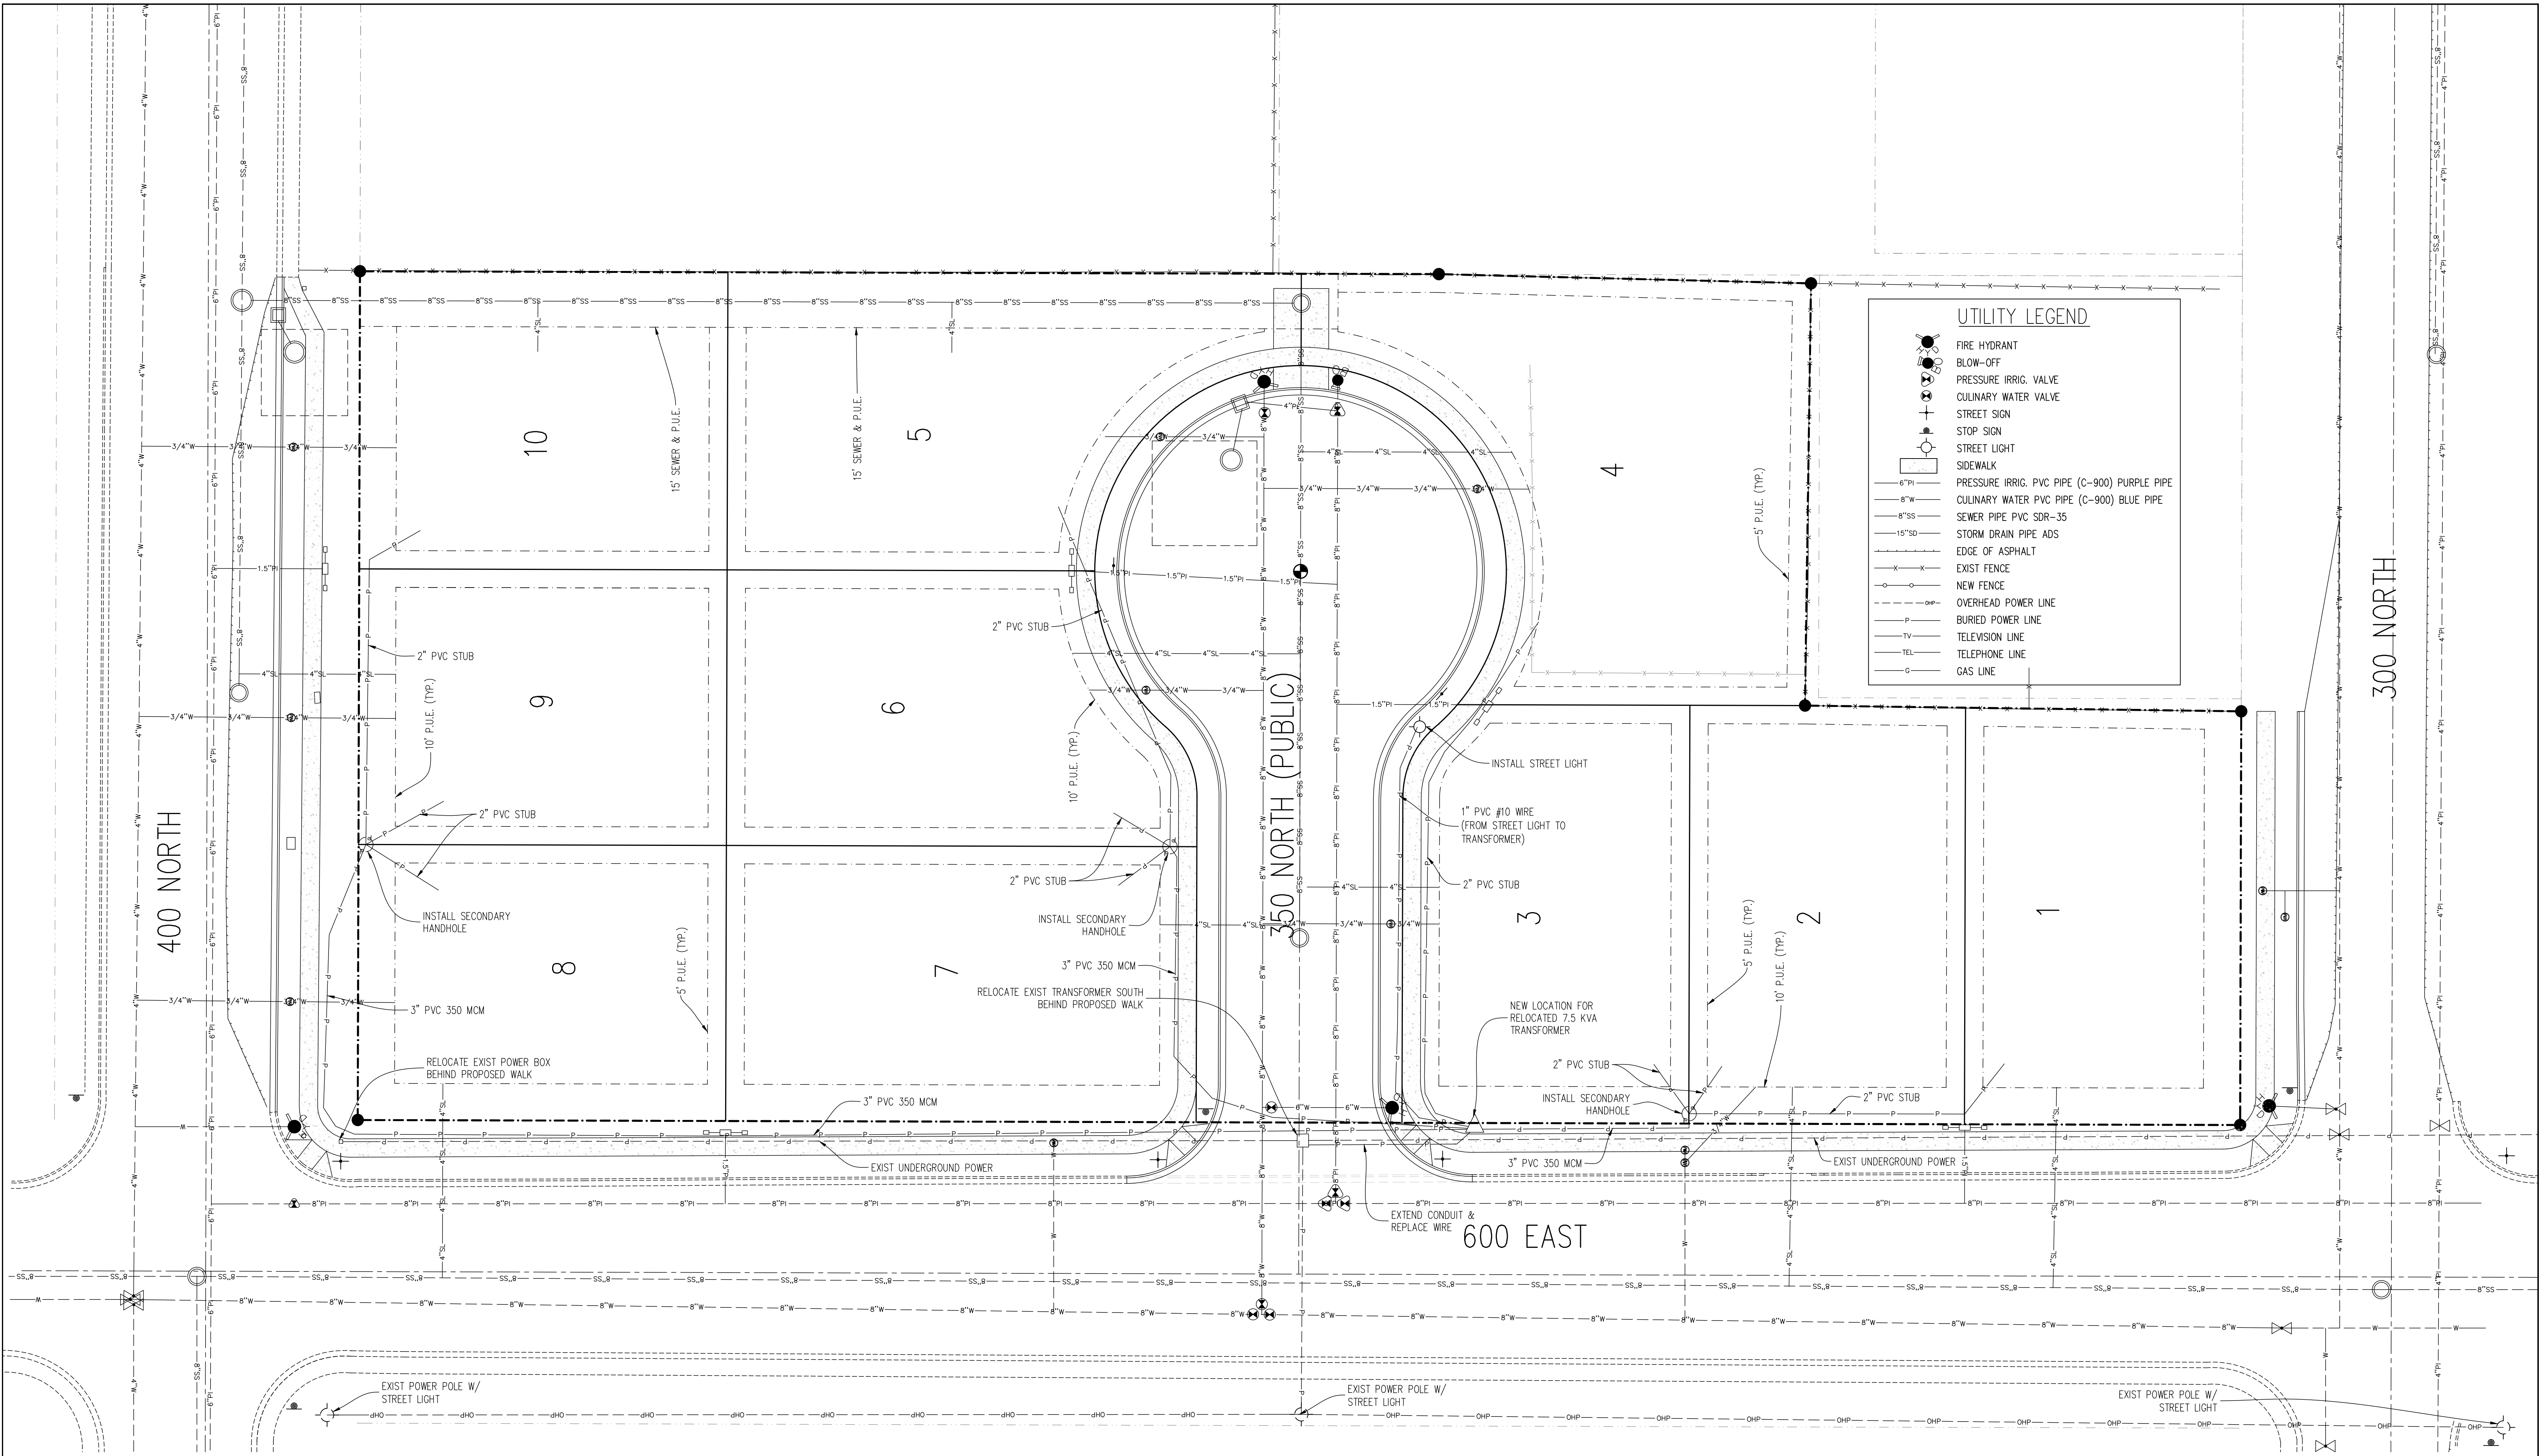 UTILITY LEGEND
FIRE HYDRANT
BLOW-OFF
PRESSURE IRRIG. VALVE
CULINARY WATER VALVE
STREET SIGN
STOP SIGN
STREET LIGHT
SIDEWALK
6"PI PRESSURE IRRIG. PVC PIPE (C-900) PURPLE PIPE
8"W CULINARY WATER PVC PIPE (C-900) BLUE PIPE
8"SS SEWER PIPE PVC SDR-35
15"SD STORM DRAIN PIPE ADS
EDGE OF ASPHALT
X X EXIST FENCE
NEW FENCE
OHP OVERHEAD POWER LINE
P BURIED POWER LINE
TV TELEVISION LINE
TEL TELEPHONE LINE
G GAS LINE
400 NORTH
350 NORTH (PUBLIC)
300 NORTH
600 EAST
10
5
4
9
6
8
7
3
2
1
15' SEWER & P.U.E.
15' SEWER & P.U.E.
5' P.U.E. (TYP.)
2" PVC STUB
10' P.U.E. (TYP.)
2" PVC STUB
INSTALL SECONDARY
HANDHOLE
3" PVC 350 MCM
RELOCATE EXIST POWER BOX
BEHIND PROPOSED WALK
5' P.U.E. (TYP.)
2" PVC STUB
10' P.U.E. (TYP.)
2" PVC STUB
INSTALL SECONDARY
HANDHOLE
3" PVC 350 MCM
RELOCATE EXIST TRANSFORMER SOUTH
BEHIND PROPOSED WALK
3" PVC 350 MCM
EXIST UNDERGROUND POWER
INSTALL STREET LIGHT
1" PVC #10 WIRE
(FROM STREET LIGHT TO
TRANSFORMER)
2" PVC STUB
NEW LOCATION FOR
RELOCATED 7.5 KVA
TRANSFORMER
2" PVC STUB
INSTALL SECONDARY
HANDHOLE
5' P.U.E. (TYP.)
10' P.U.E. (TYP.)
2" PVC STUB
3" PVC 350 MCM
EXIST UNDERGROUND POWER
EXTEND CONDUIT &
REPLACE WIRE
EXIST POWER POLE W/
STREET LIGHT
EXIST POWER POLE W/
STREET LIGHT
EXIST POWER POLE W/
STREET LIGHT